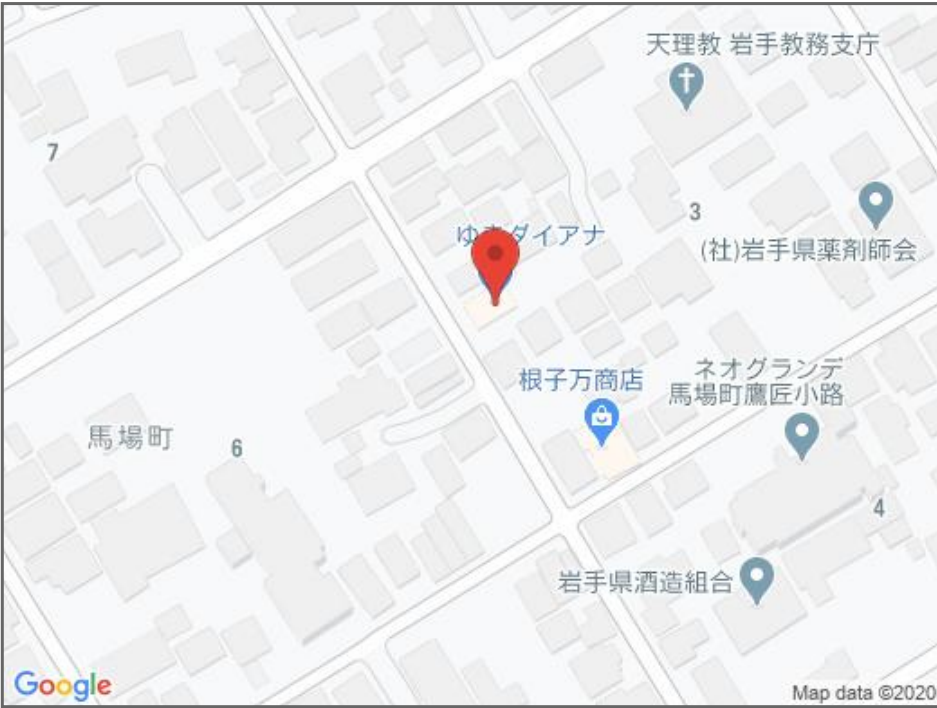 天理教 岩手教務支庁
7
3
ダイアナ
(社)岩手県薬剤師会
根子万商店
ネオグランデ
馬場町鷹匠小路
馬場町
6
4
岩手県酒造組合
Google
Map data ©2020